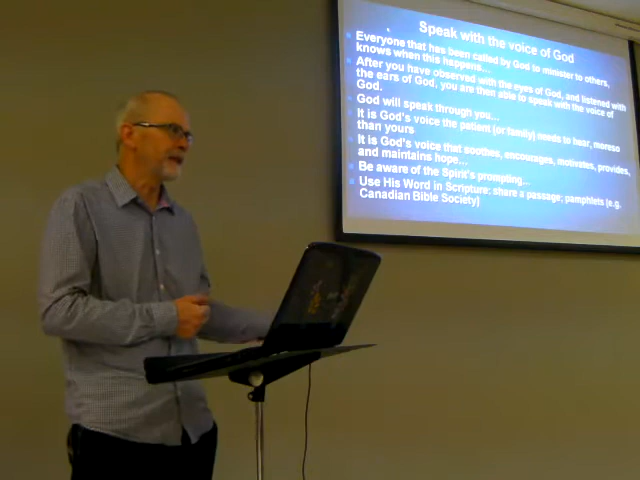 Speak with the voice of God
Everyone that has been called by God to minister to others,
knows when this happens...
After you have observed with the eyes of God, and listened with
the ears of God, you are then able to speak with the voice of
God.
God will speak through you...
It is God's voice the patient (or family) needs to hear, moreso
than yours
It is God's voice that soothes, encourages, motivates, provides,
and maintains hope...
Be aware of the Spirit's prompting...
Use His Word in Scripture: share a passage, pamphlets (e.g.
Canadian Bible Society)